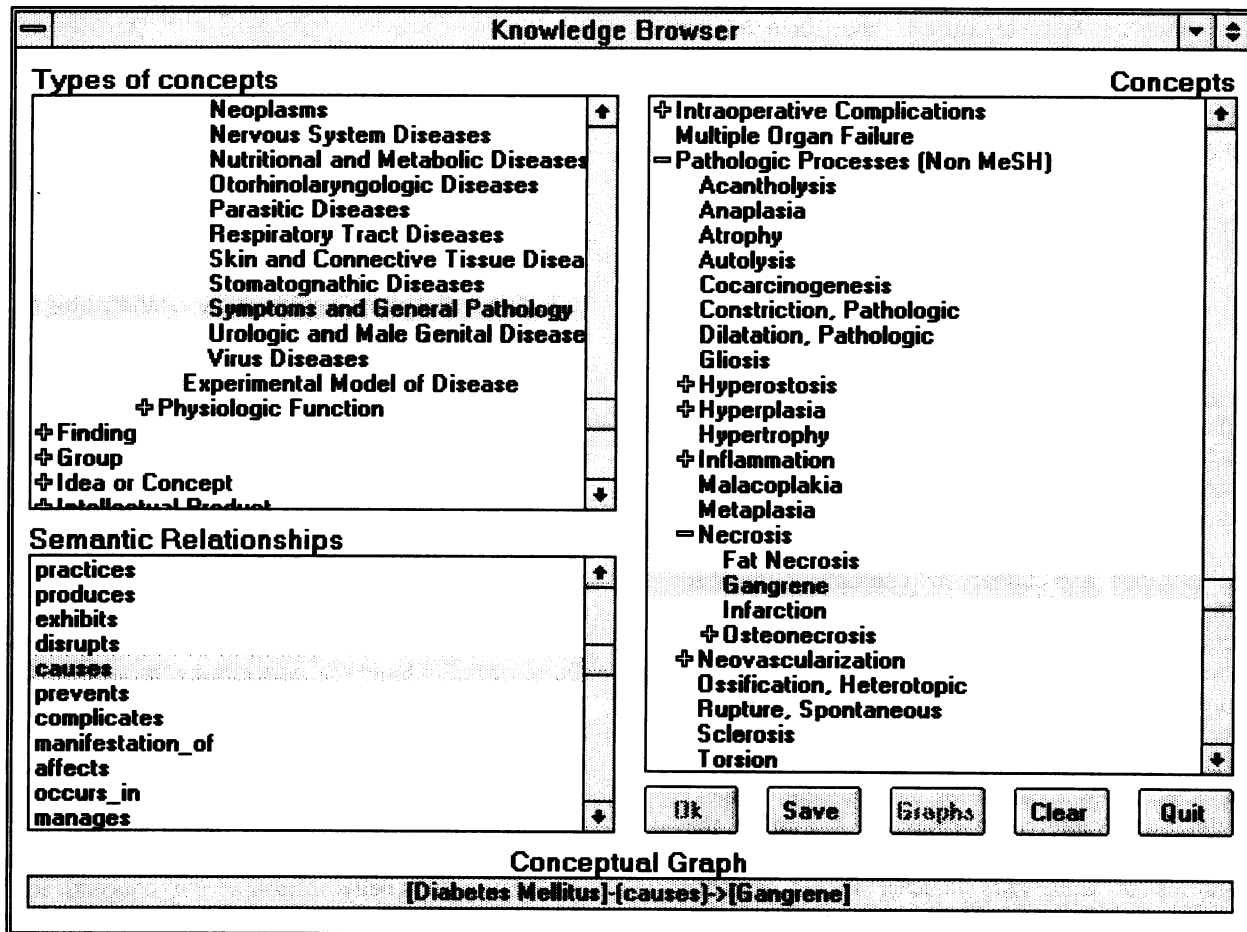 Knowledge Browser
Types of concepts
Neoplasms
Nervous System Diseases
Nutritional and Metabolic Diseases
Otorhinolaryngologic Diseases
Parasitic Diseases
Respiratory Tract Diseases
Skin and Connective Tissue Disea
Stomatognathic Diseases
Symptoms and General Pathology
Urologic and Male Genital Disease
Virus Diseases
Experimental Model of Disease
Physiologic Function
Finding
Group
Idea or Concept
Intellectual Product
Semantic Relationships
practices
produces
exhibits
disrupts
causes
prevents
complicates
manifestation_of
affects
occurs_in
manages
Concepts
Intraoperative Complications
Multiple Organ Failure
Pathologic Processes (Non MeSH)
Acantholysis
Anaplasia
Atrophy
Autolysis
Cocarcinogenesis
Constriction, Pathologic
Dilatation, Pathologic
Gliosis
Hyperostosis
Hyperplasia
Hypertrophy
Inflammation
Malacoplakia
Metaplasia
Necrosis
Fat Necrosis
Gangrene
Infarction
Osteonecrosis
Neovascularization
Ossification, Heterotopic
Rupture, Spontaneous
Sclerosis
Torsion
Ok Save Graphs Clear Quit
Conceptual Graph
[Diabetes Mellitus]-(causes)->[Gangrene]